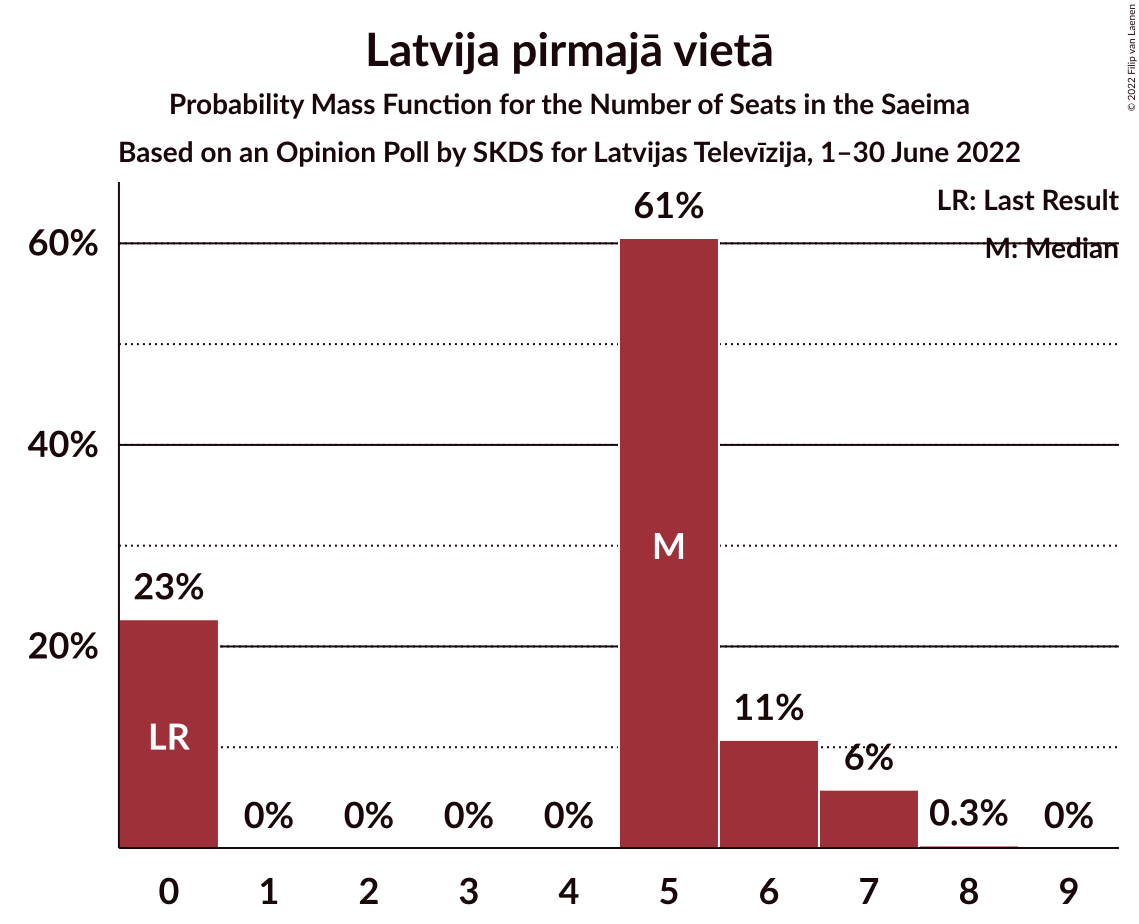 Latvija pirmajā vietā
Probability Mass Function for the Number of Seats in the Saeima
Based on an Opinion Poll by SKDS for Latvijas Televīzija, 1–30 June 2022
© 2022 Filip van Laenen
LR: Last Result
M: Median
60%
40%
20%
23%
0%
0%
0%
0%
61%
11%
6%
0.3%
0%
LR
M
0
1
2
3
4
5
6
7
8
9